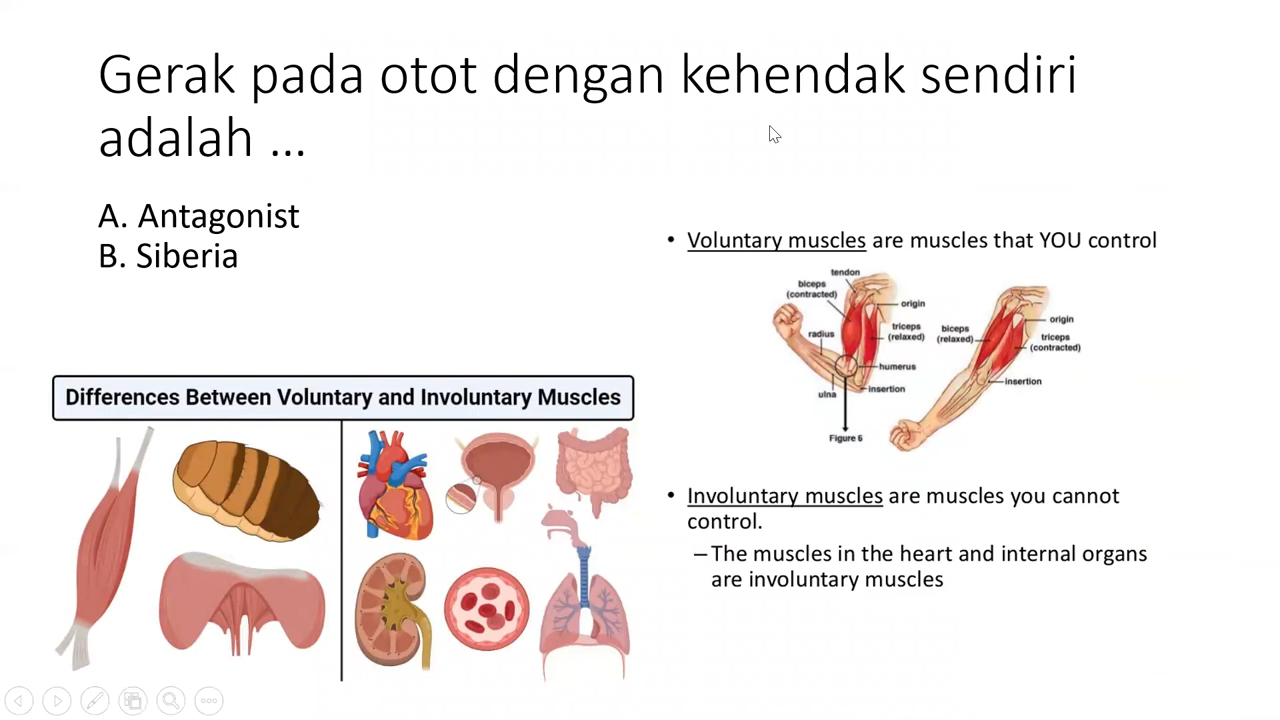 Gerak pada otot dengan kehendak sendiri
adalah ...
A. Antagonist
B. Siberia
• Voluntary muscles are muscles that YOU control
tendon
biceps
(contracted)
origin
triceps
(relaxed)
radius
humerus
insertion
ulna
Figure 6
biceps
(relaxed)
origin
triceps
(contracted)
insertion
Differences Between Voluntary and Involuntary Muscles
• Involuntary muscles are muscles you cannot
control.
– The muscles in the heart and internal organs
are involuntary muscles